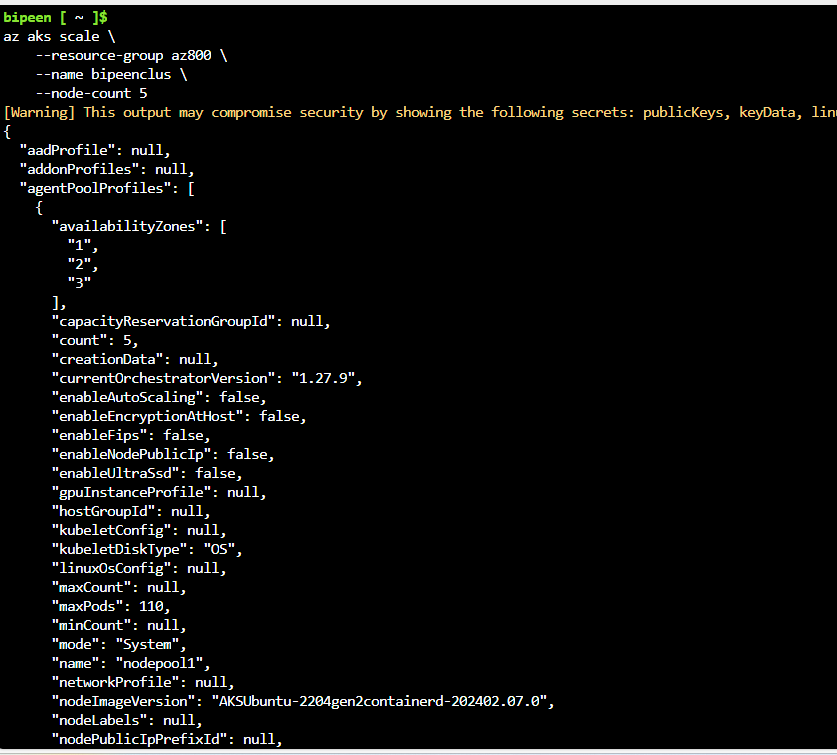 bipeen [ ~ ]$
az aks scale \
    --resource-group az800 \
    --name bipeenclus \
    --node-count 5
[Warning] This output may compromise security by showing the following secrets: publicKeys, keyData, lin
{
  "aadProfile": null,
  "addonProfiles": null,
  "agentPoolProfiles": [
    {
      "availabilityZones": [
        "1",
        "2",
        "3"
      ],
      "capacityReservationGroupId": null,
      "count": 5,
      "creationData": null,
      "currentOrchestratorVersion": "1.27.9",
      "enableAutoScaling": false,
      "enableEncryptionAtHost": false,
      "enableFips": false,
      "enableNodePublicIp": false,
      "enableUltraSsd": false,
      "gpuInstanceProfile": null,
      "hostGroupId": null,
      "kubeletConfig": null,
      "kubeletDiskType": "OS",
      "linuxOsConfig": null,
      "maxCount": null,
      "maxPods": 110,
      "minCount": null,
      "mode": "System",
      "name": "nodepool1",
      "networkProfile": null,
      "nodeImageVersion": "AKSUbuntu-2204gen2containerd-202402.07.0",
      "nodeLabels": null,
      "nodePublicIpPrefixId": null,